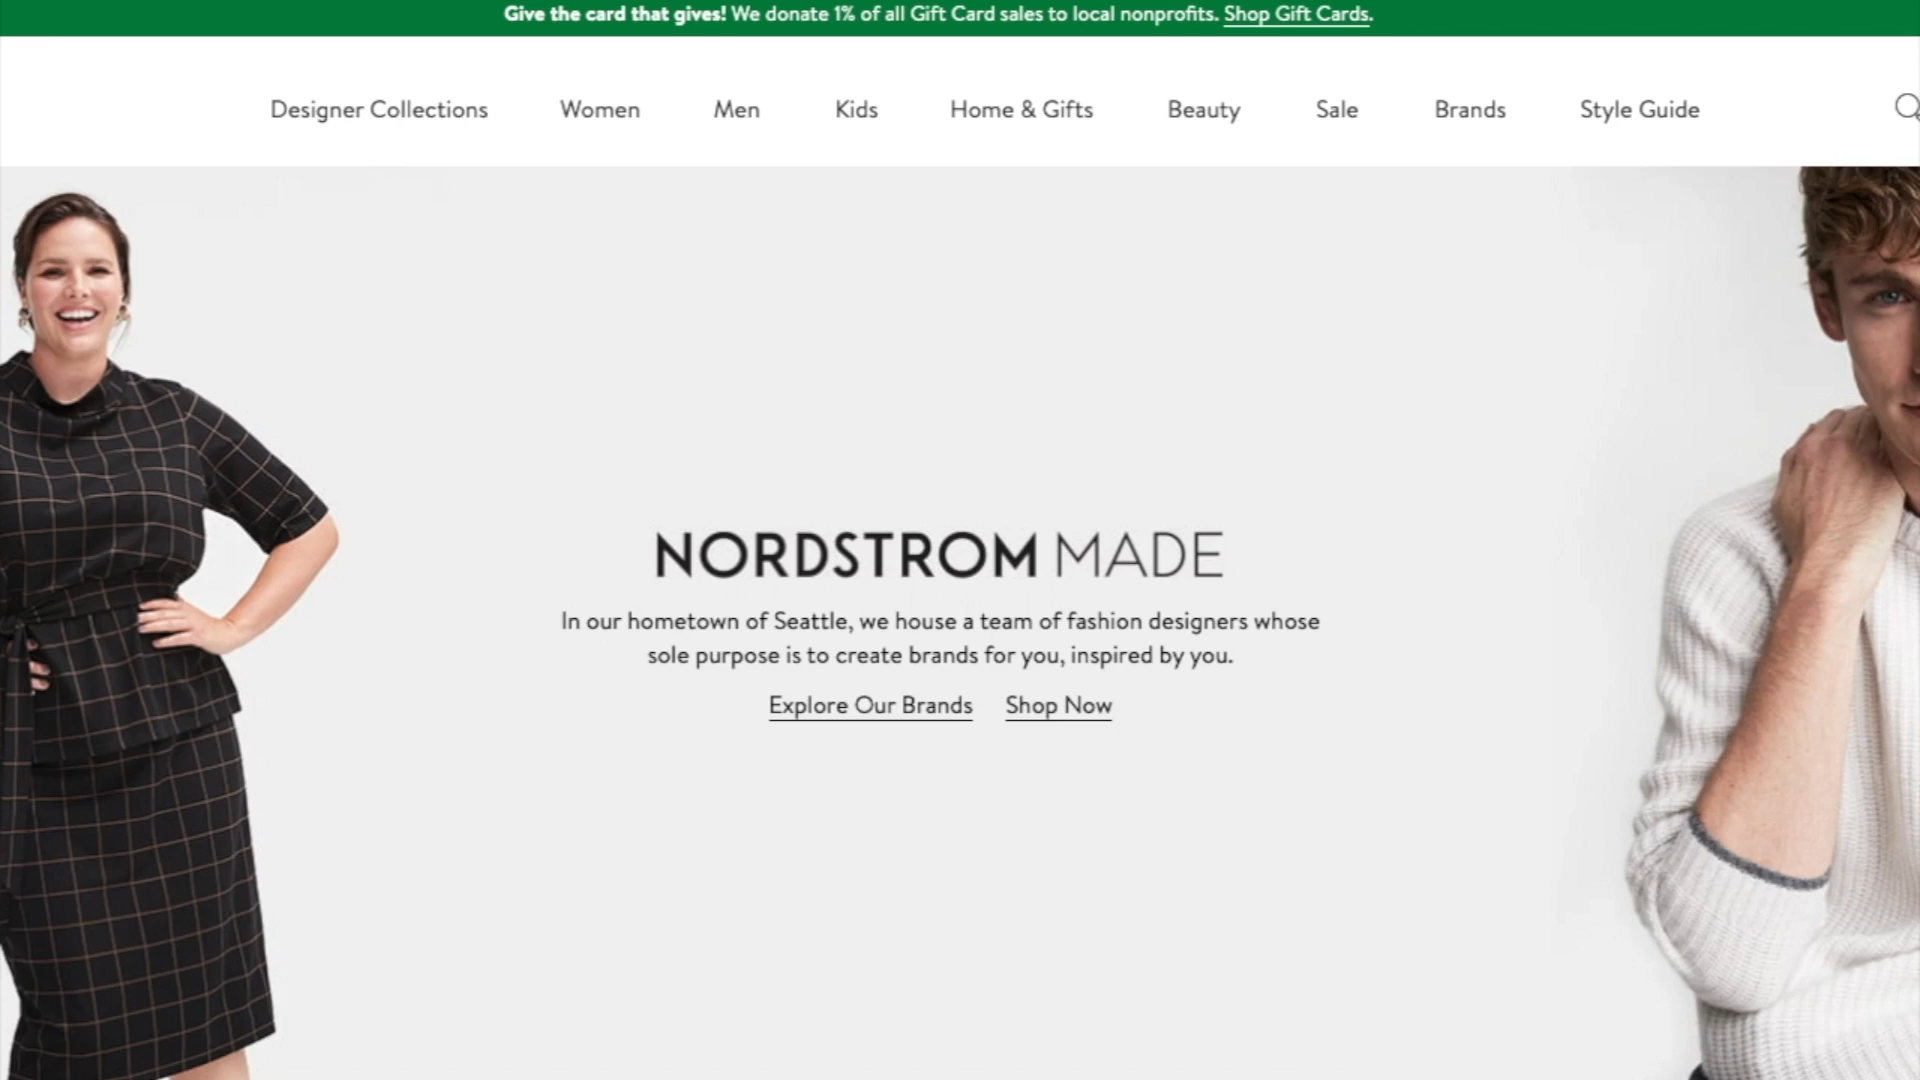 Give the card that gives! We donate 1% of all Gift Card sales to local nonprofits. Shop Gift Cards.
Designer Collections Women Men Kids Home & Gifts Beauty Sale Brands Style Guide
NORDSTROM MADE
In our hometown of Seattle, we house a team of fashion designers whose
sole purpose is to create brands for you, inspired by you.
Explore Our Brands Shop Now